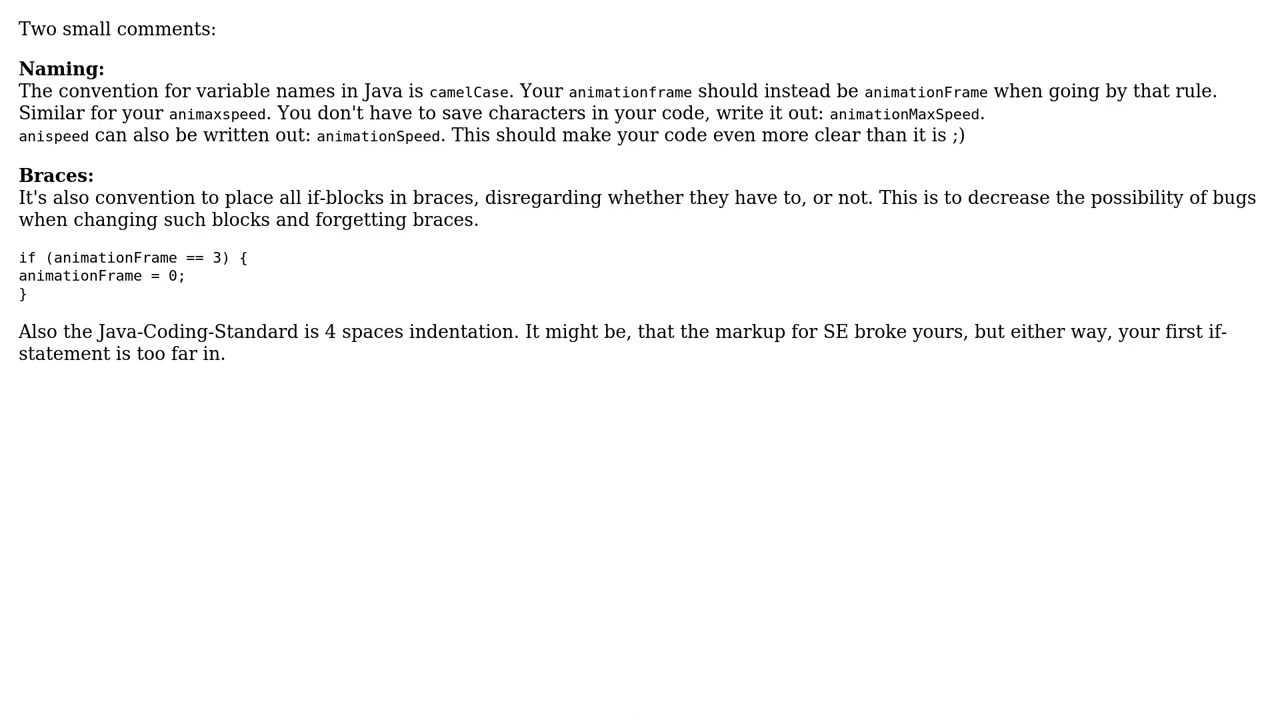 Two small comments:
Naming:
The convention for variable names in Java is camelCase. Your animationframe should instead be animationFrame when going by that rule.
Similar for your animaxspeed. You don't have to save characters in your code, write it out: animationMaxSpeed.
anispeed can also be written out: animationSpeed. This should make your code even more clear than it is ;)
Braces:
It's also convention to place all if-blocks in braces, disregarding whether they have to, or not. This is to decrease the possibility of bugs
when changing such blocks and forgetting braces.
if (animationFrame == 3) {
animationFrame = 0;
}
Also the Java-Coding-Standard is 4 spaces indentation. It might be, that the markup for SE broke yours, but either way, your first if-
statement is too far in.